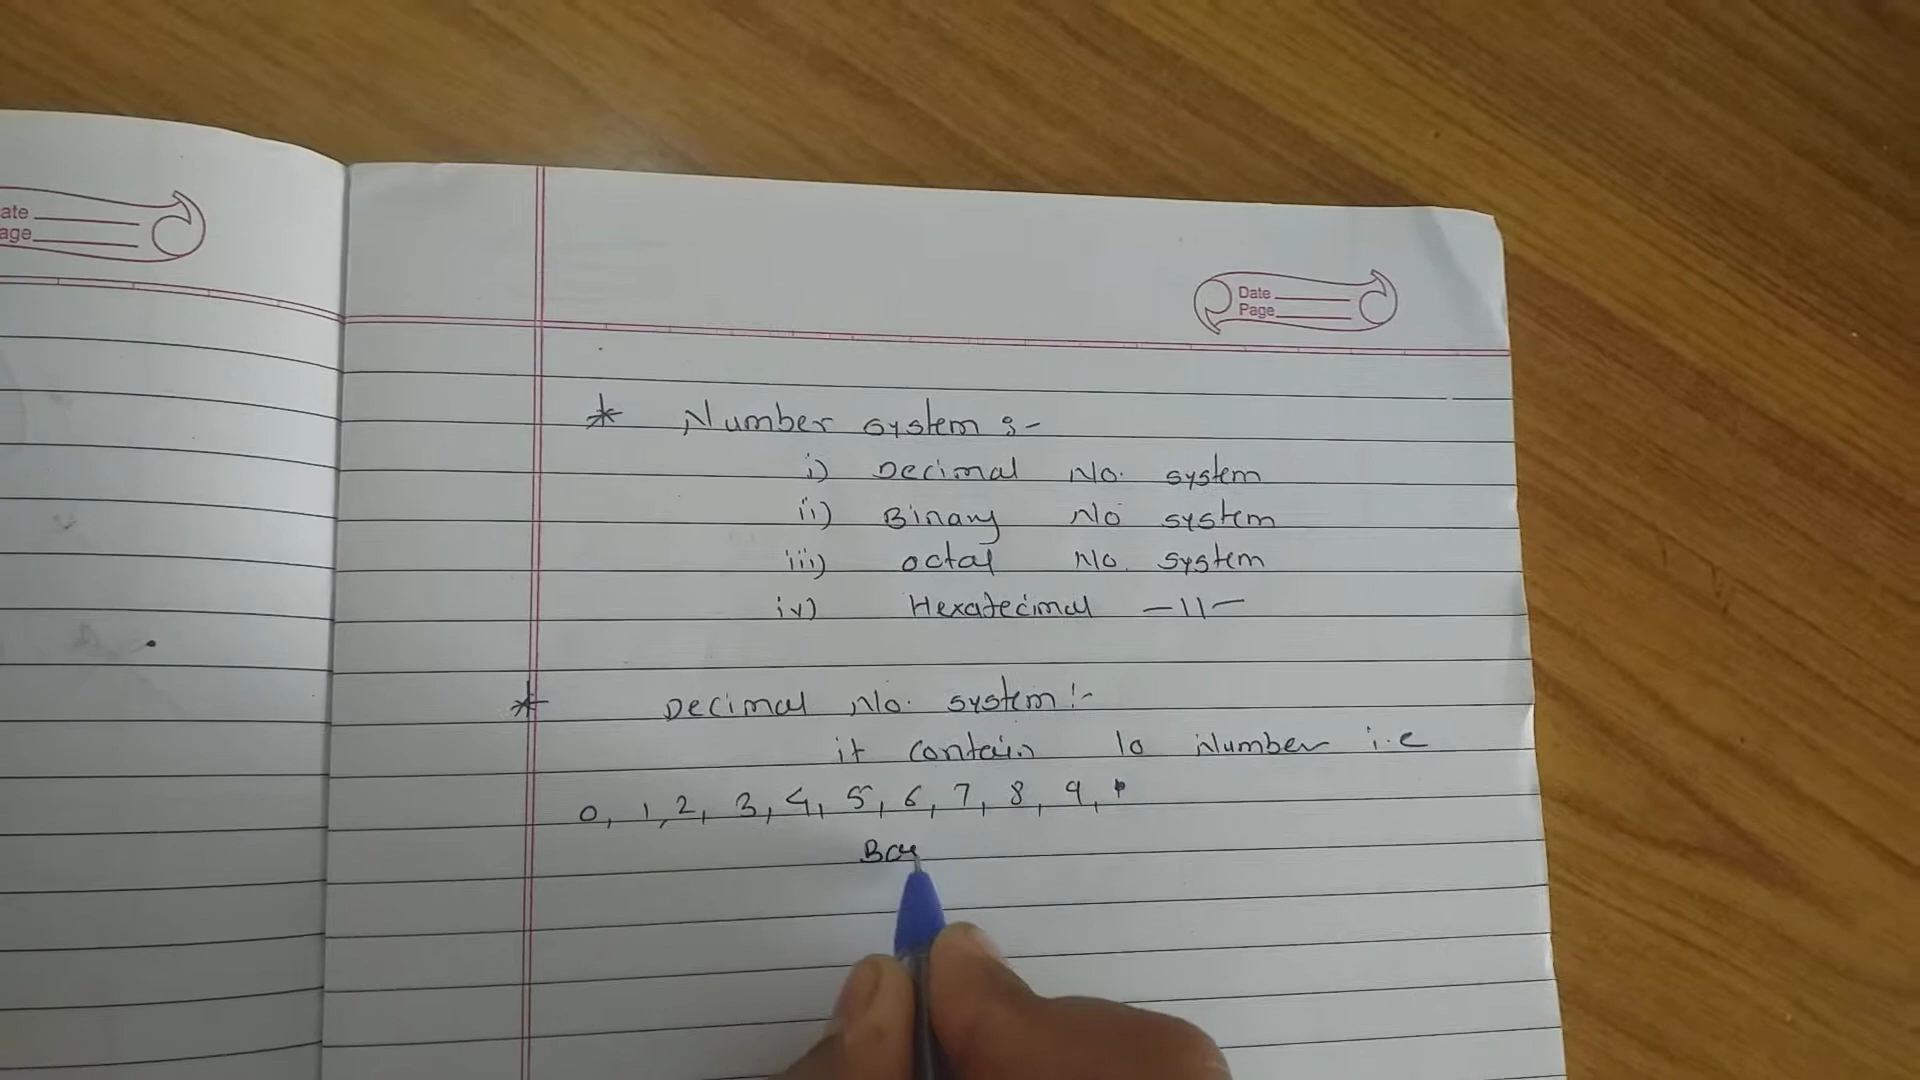 ate
age
Date
Page
* Number system :-
i) Decimal No. system
ii) Binary No system
iii) octal No. system
iv) Hexadecimal -11-
* Decimal No. system :-
it contain 10 Number i.e
0, 1, 2, 3, 4, 5, 6, 7, 8, 9,